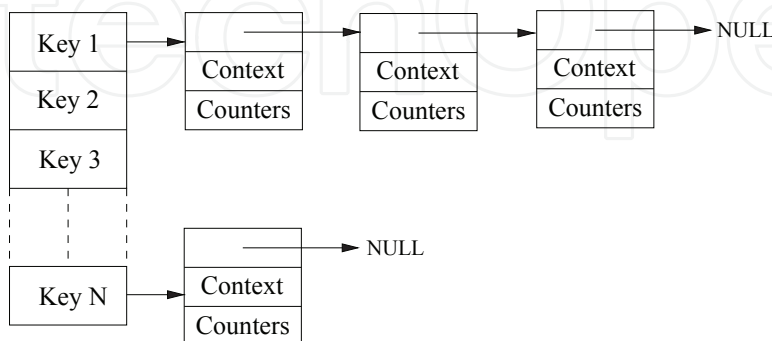 Key 1
NULL
Context
Context
Context
Key 2
Counters
Counters
Counters
Key 3
NULL
Context
Key N
Counters